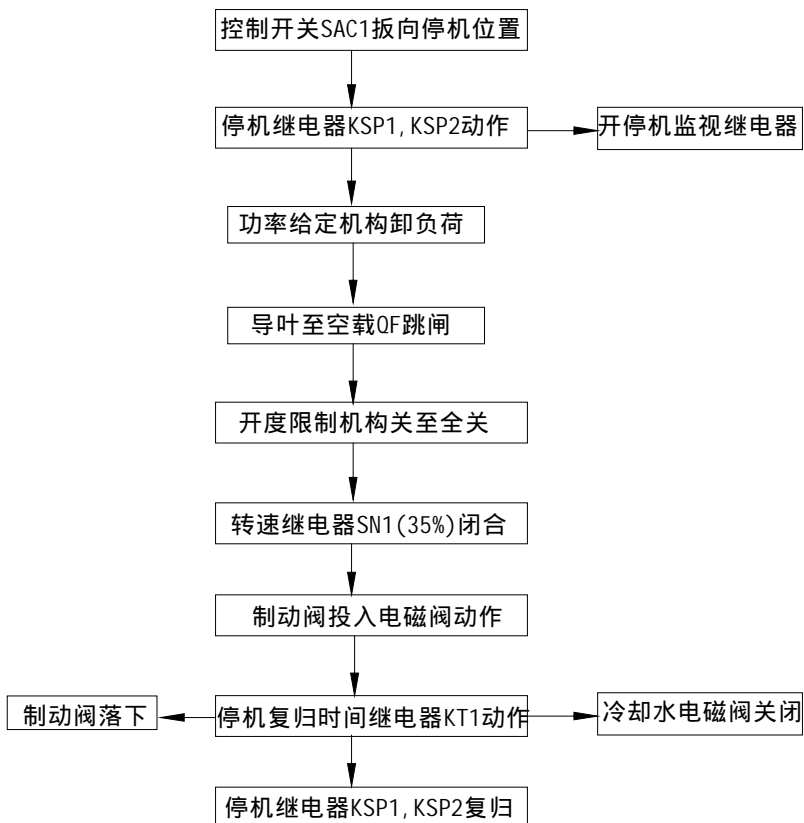 控制开关SAC1扳向停机位置
停机继电器KSP1,KSP2动作
开停机监视继电器
功率给定机构卸负荷
导叶至空载QF跳闸
开度限制机构关至全关
转速继电器SN1(35%)闭合
制动阀投入电磁阀动作
制动阀落下
停机复归时间继电器KT1动作
冷却水电磁阀关闭
停机继电器KSP1,KSP2复归